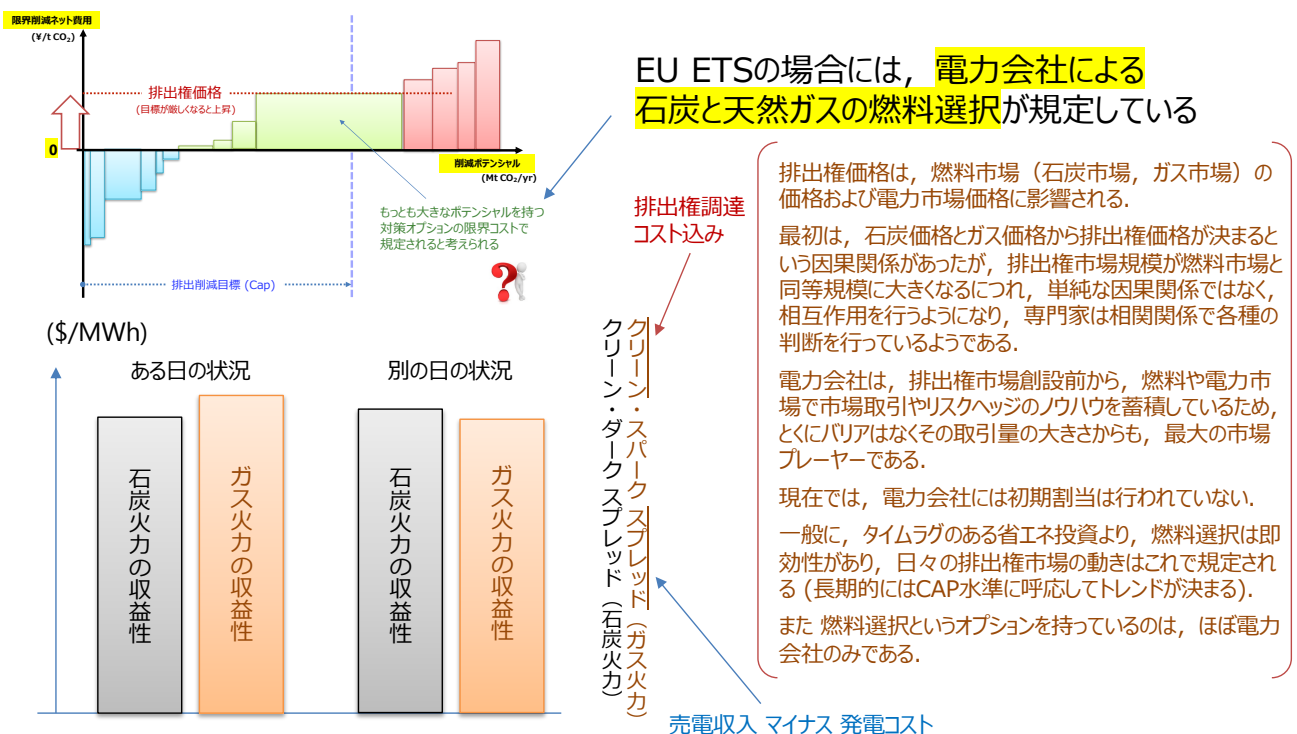 限界削減ネット費用
(¥/t CO₂)
排出権価格
(目標が厳しくなると上昇)
0
削減ポテンシャル
(Mt CO₂/yr)
もっとも大きなポテンシャルを持つ
対策オプションの限界コストで
規定されると考えられる
排出削減目標 (Cap)
EU ETSの場合には，電力会社による
石炭と天然ガスの燃料選択が規定している
($/MWh)
ある日の状況
別の日の状況
石炭火力の収益性
ガス火力の収益性
石炭火力の収益性
ガス火力の収益性
排出権調達
コスト込み
クリーン・スパーク スプレッド（ガス火力）
クリーン・ダーク スプレッド（石炭火力）
売電収入 マイナス 発電コスト
排出権価格は，燃料市場（石炭市場，ガス市場）の
価格および電力市場価格に影響される.
最初は，石炭価格とガス価格から排出権価格が決まると
いう因果関係があったが，排出権市場規模が燃料市場と
同等規模に大きくなるにつれ，単純な因果関係ではなく，
相互作用を行うようになり，専門家は相関関係で各種の
判断を行っているようである.
電力会社は，排出権市場創設前から，燃料や電力市
場で市場取引やリスクヘッジのノウハウを蓄積しているため，
とくにバリアはなくその取引量の大きさからも，最大の市場
プレーヤーである.
現在では，電力会社には初期割当は行われていない.
一般に，タイムラグのある省エネ投資より，燃料選択は即
効性があり，日々の排出権市場の動きはこれで規定され
る (長期的にはCAP水準に呼応してトレンドが決まる).
また 燃料選択というオプションを持っているのは，ほぼ電力
会社のみである.